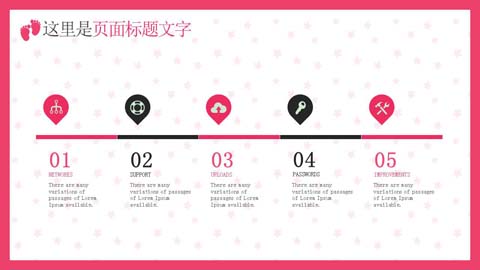 这里是页面标题文字
01
NETWORKS
There are many
variations of
passages of Lorem
Ipsum available.
02
SUPPORT
There are many
variations of passages
of Lorem Ipsum
available.
03
UPLOADS
There are many
variations of passages
of Lorem Ipsum
available.
04
PASSWORDS
There are many
variations of passages
of Lorem Ipsum
available.
05
IMPROVEMENTS
There are many
variations of passages
of Lorem Ipsum
available.